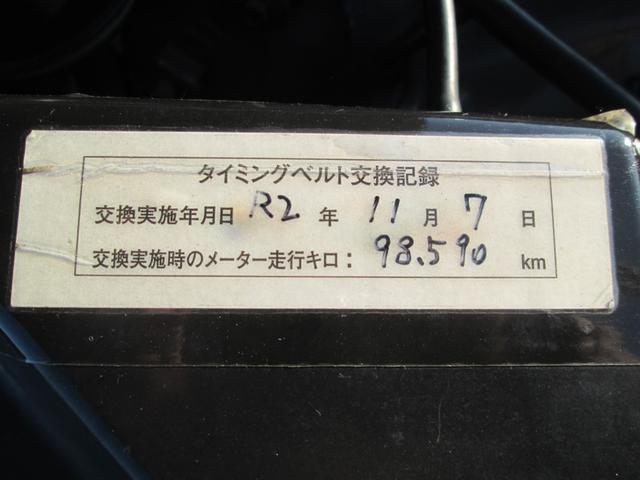 タイミングベルト交換記録
交換実施年月日 R2 年 11 月 7 日
交換実施時のメーター走行キロ： 98.590 km